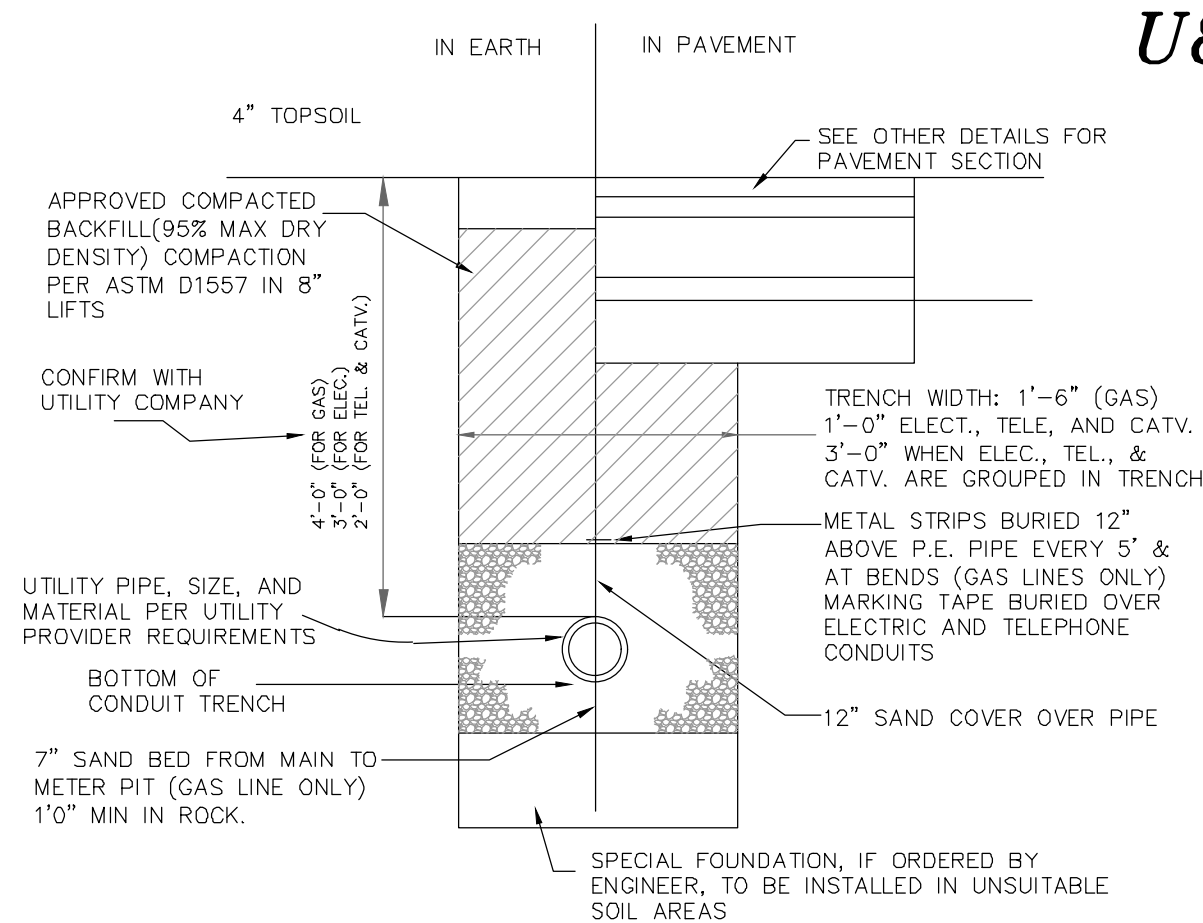 U8
IN EARTH
IN PAVEMENT
4" TOPSOIL
SEE OTHER DETAILS FOR
PAVEMENT SECTION
APPROVED COMPACTED
BACKFILL(95% MAX DRY
DENSITY) COMPACTION
PER ASTM D1557 IN 8"
LIFTS
CONFIRM WITH
UTILITY COMPANY
4'-0" (FOR GAS)
3'-0" (FOR ELEC.)
2'-0" (FOR TEL. & CATV.)
TRENCH WIDTH: 1'-6" (GAS)
1'-0" ELECT., TELE, AND CATV.
3'-0" WHEN ELEC., TEL., &
CATV. ARE GROUPED IN TRENCH
METAL STRIPS BURIED 12"
ABOVE P.E. PIPE EVERY 5' &
AT BENDS (GAS LINES ONLY)
MARKING TAPE BURIED OVER
ELECTRIC AND TELEPHONE
CONDUITS
UTILITY PIPE, SIZE, AND
MATERIAL PER UTILITY
PROVIDER REQUIREMENTS
BOTTOM OF
CONDUIT TRENCH
12" SAND COVER OVER PIPE
7" SAND BED FROM MAIN TO
METER PIT (GAS LINE ONLY)
1'0" MIN IN ROCK.
SPECIAL FOUNDATION, IF ORDERED BY
ENGINEER, TO BE INSTALLED IN UNSUITABLE
SOIL AREAS